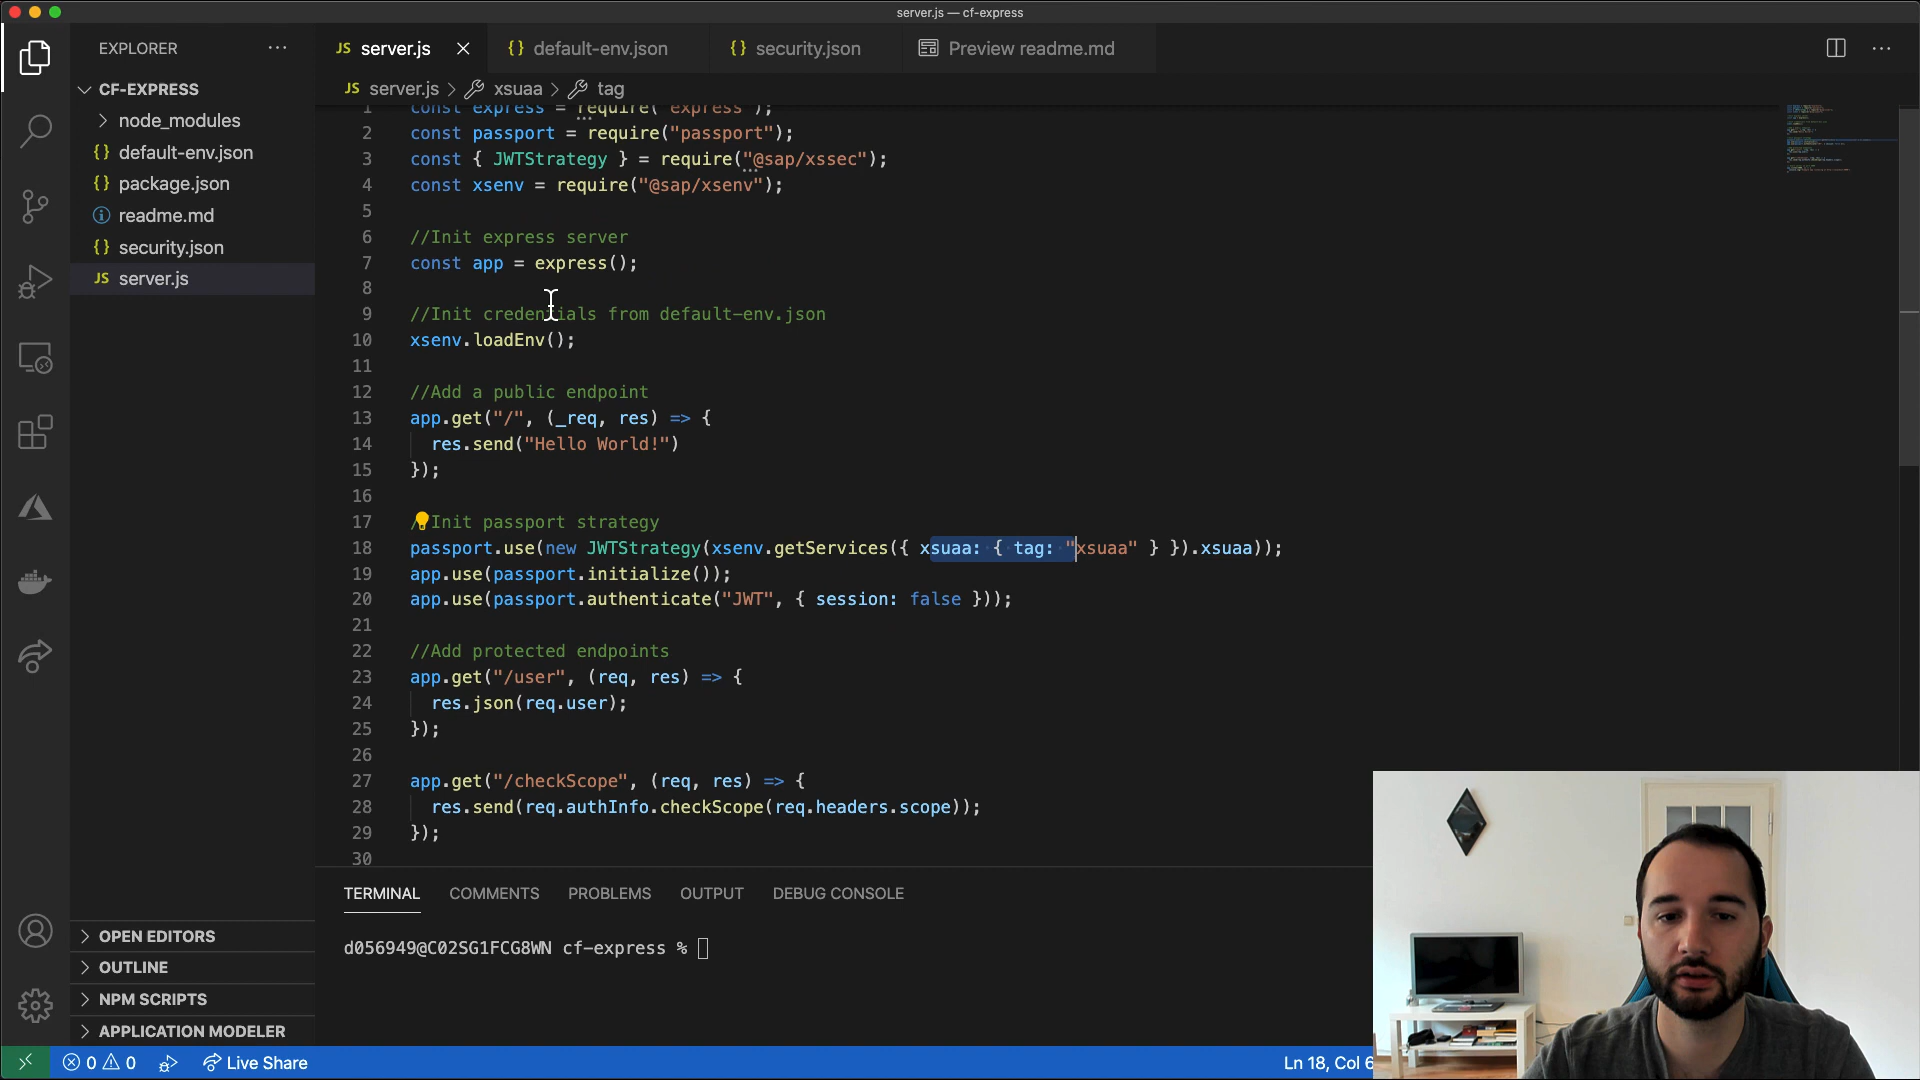 server.js — cf-express
EXPLORER
JS server.js
{} default-env.json
{} security.json
Preview readme.md
CF-EXPRESS
node_modules
{} default-env.json
{} package.json
readme.md
{} security.json
JS server.js
JS server.js > xsuaa > tag
1 const express = require("express");
2 const passport = require("passport");
3 const { JWTStrategy } = require("@sap/xssec");
4 const xsenv = require("@sap/xsenv");
5
6 //Init express server
7 const app = express();
8
9 //Init credentials from default-env.json
10 xsenv.loadEnv();
11
12 //Add a public endpoint
13 app.get("/", (_req, res) => {
14 res.send("Hello World!")
15 });
16
17 //Init passport strategy
18 passport.use(new JWTStrategy(xsenv.getServices({ xsuaa: { tag: "xsuaa" } }).xsuaa));
19 app.use(passport.initialize());
20 app.use(passport.authenticate("JWT", { session: false }));
21
22 //Add protected endpoints
23 app.get("/user", (req, res) => {
24 res.json(req.user);
25 });
26
27 app.get("/checkScope", (req, res) => {
28 res.send(req.authInfo.checkScope(req.headers.scope));
29 });
30
TERMINAL COMMENTS PROBLEMS OUTPUT DEBUG CONSOLE
d056949@C02SG1FCG8WN cf-express %
OPEN EDITORS
OUTLINE
NPM SCRIPTS
APPLICATION MODELER
0 0 Live Share
Ln 18, Col 6